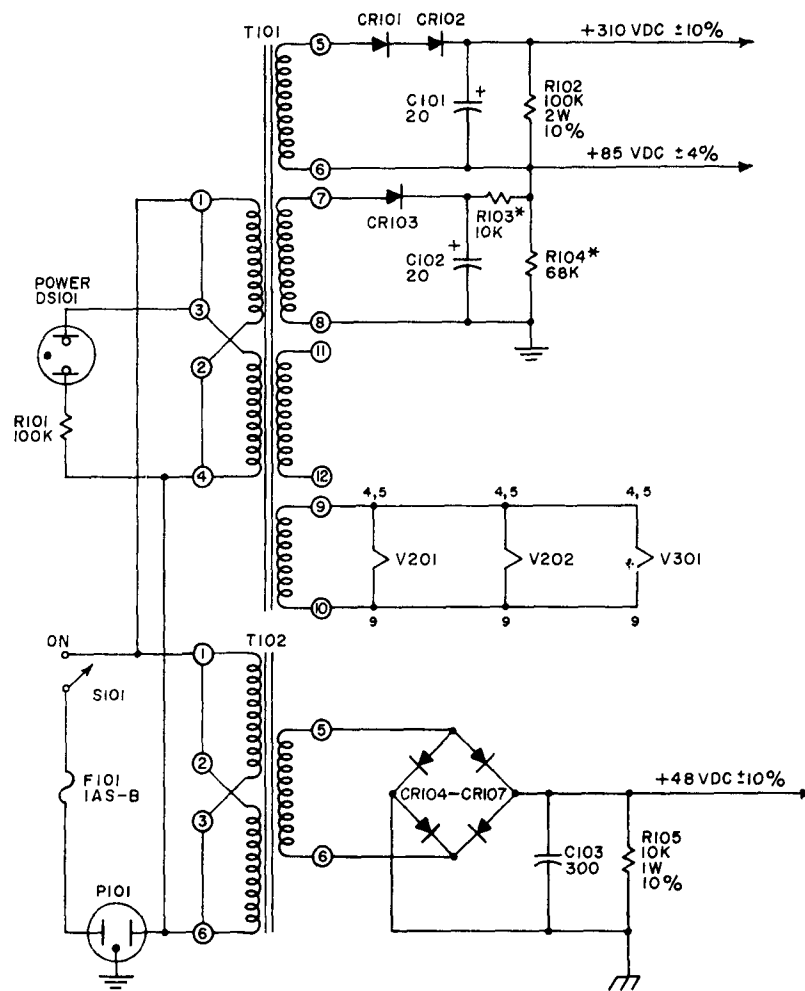 T101
5
CR101
CR102
+310 VDC ±10%
C101
20
+
R102
100K
2W
10%
6
+85 VDC ±4%
1
7
CR103
R103*
10K
+
C102
20
R104*
68K
POWER
DS101
3
8
11
2
R101
100K
4
12
9
4,5
4,5
4,5
V201
V202
V301
10
9
9
9
ON
T102
1
S101
5
+48 VDC ±10%
2
F101
1AS-B
CR104-CR107
3
C103
300
R105
10K
1W
10%
6
P101
6